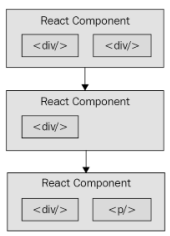 React Component
<div/> <div/>
React Component
<div/>
React Component
<div/> <p/>